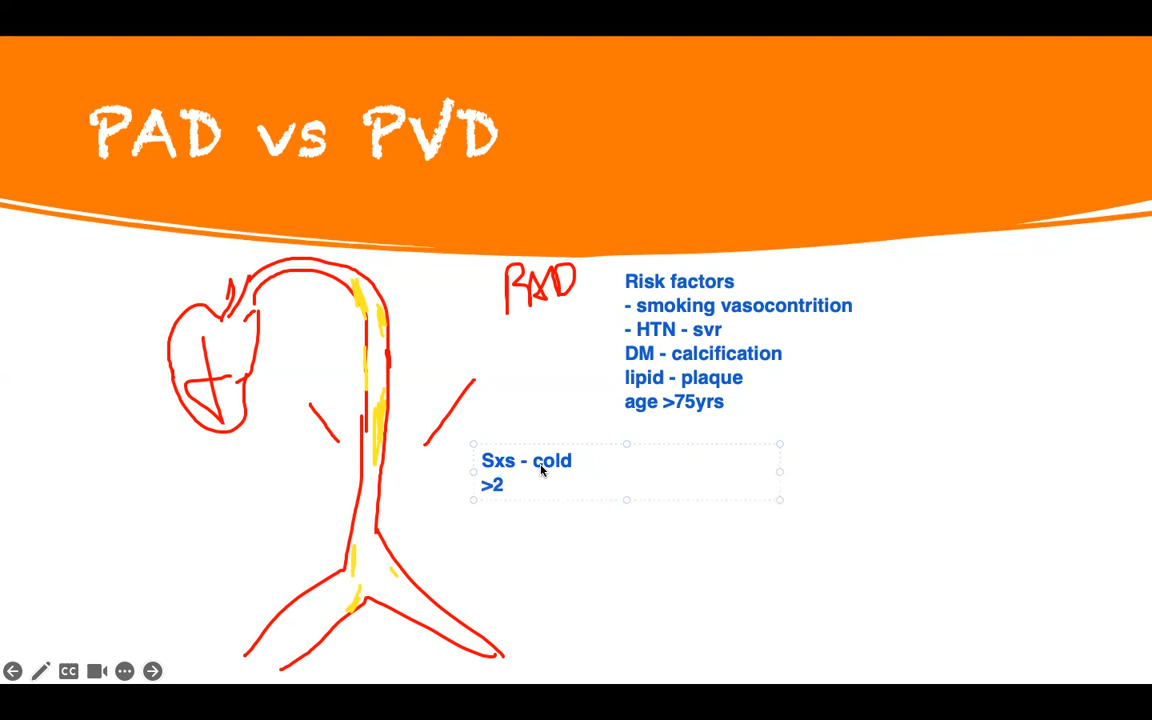 PAD vs PVD
PAD
Risk factors
- smoking vasocontrition
- HTN - svr
DM - calcification
lipid - plaque
age >75yrs
Sxs - cold
>2
CC